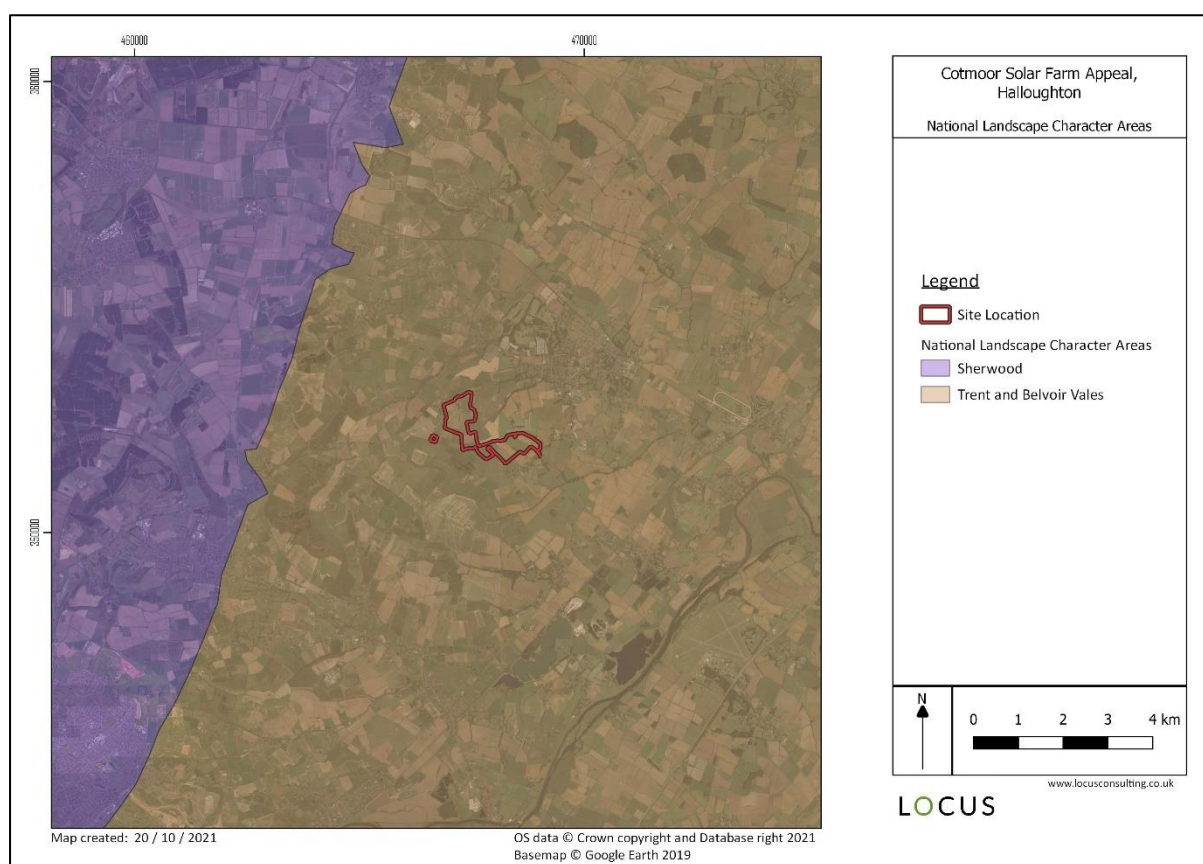 460000
470000
360000
350000
Cotmoor Solar Farm Appeal,
Halloughton
National Landscape Character Areas
Legend
Site Location
National Landscape Character Areas
Sherwood
Trent and Belvoir Vales
N
0 1 2 3 4 km
www.locusconsulting.co.uk
LOCUS
Map created: 20 / 10 / 2021
OS data © Crown copyright and Database right 2021
Basemap © Google Earth 2019